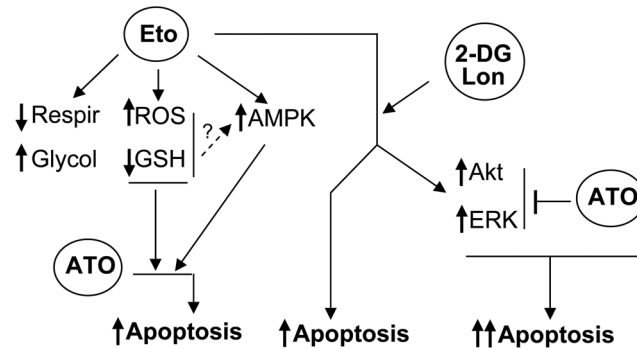 Eto
2-DG
Lon
↓Respir ↑ROS ? ↑AMPK
↑Glycol ↓GSH
↑Akt
↑ERK
ATO
ATO
↑Apoptosis ↑Apoptosis ↑↑Apoptosis